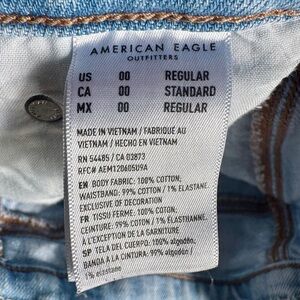 AMERICAN EAGLE
OUTFITTERS
US 00 REGULAR
CA 00 STANDARD
MX 00 REGULAR
MADE IN VIETNAM / FABRIQUE AU
VIETNAM / HECHO EN VIETNAM
RN 54485 / CA 03873
RFC# AEM120605U9A
EN BODY FABRIC: 100% COTTON;
WAISTBAND: 99% COTTON / 1% ELASTANE.
EXCLUSIVE OF DECORATION
FR TISSU FERME: 100% COTON;
CEINTURE: 99% COTON / 1% ÉLASTHANNE.
À L'EXCEPTION DE LA GARNITURE
SP TELA DEL CUERPO: 100% algodón;
BANDA A LA CINTURA: 99% algodón /
1% elastane